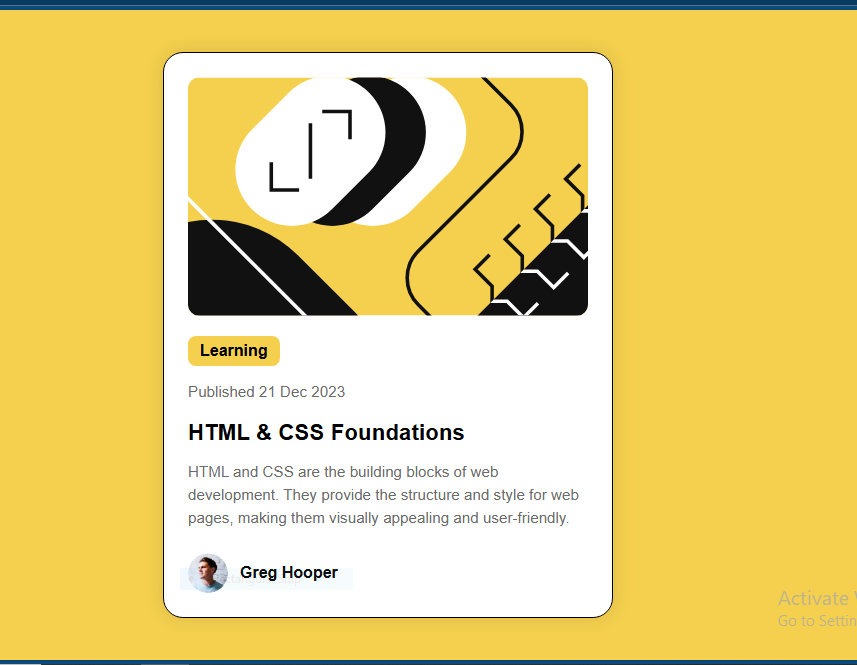 Learning
Published 21 Dec 2023
HTML & CSS Foundations
HTML and CSS are the building blocks of web
development. They provide the structure and style for web
pages, making them visually appealing and user-friendly.
Greg Hooper
Activate
Go to Settin